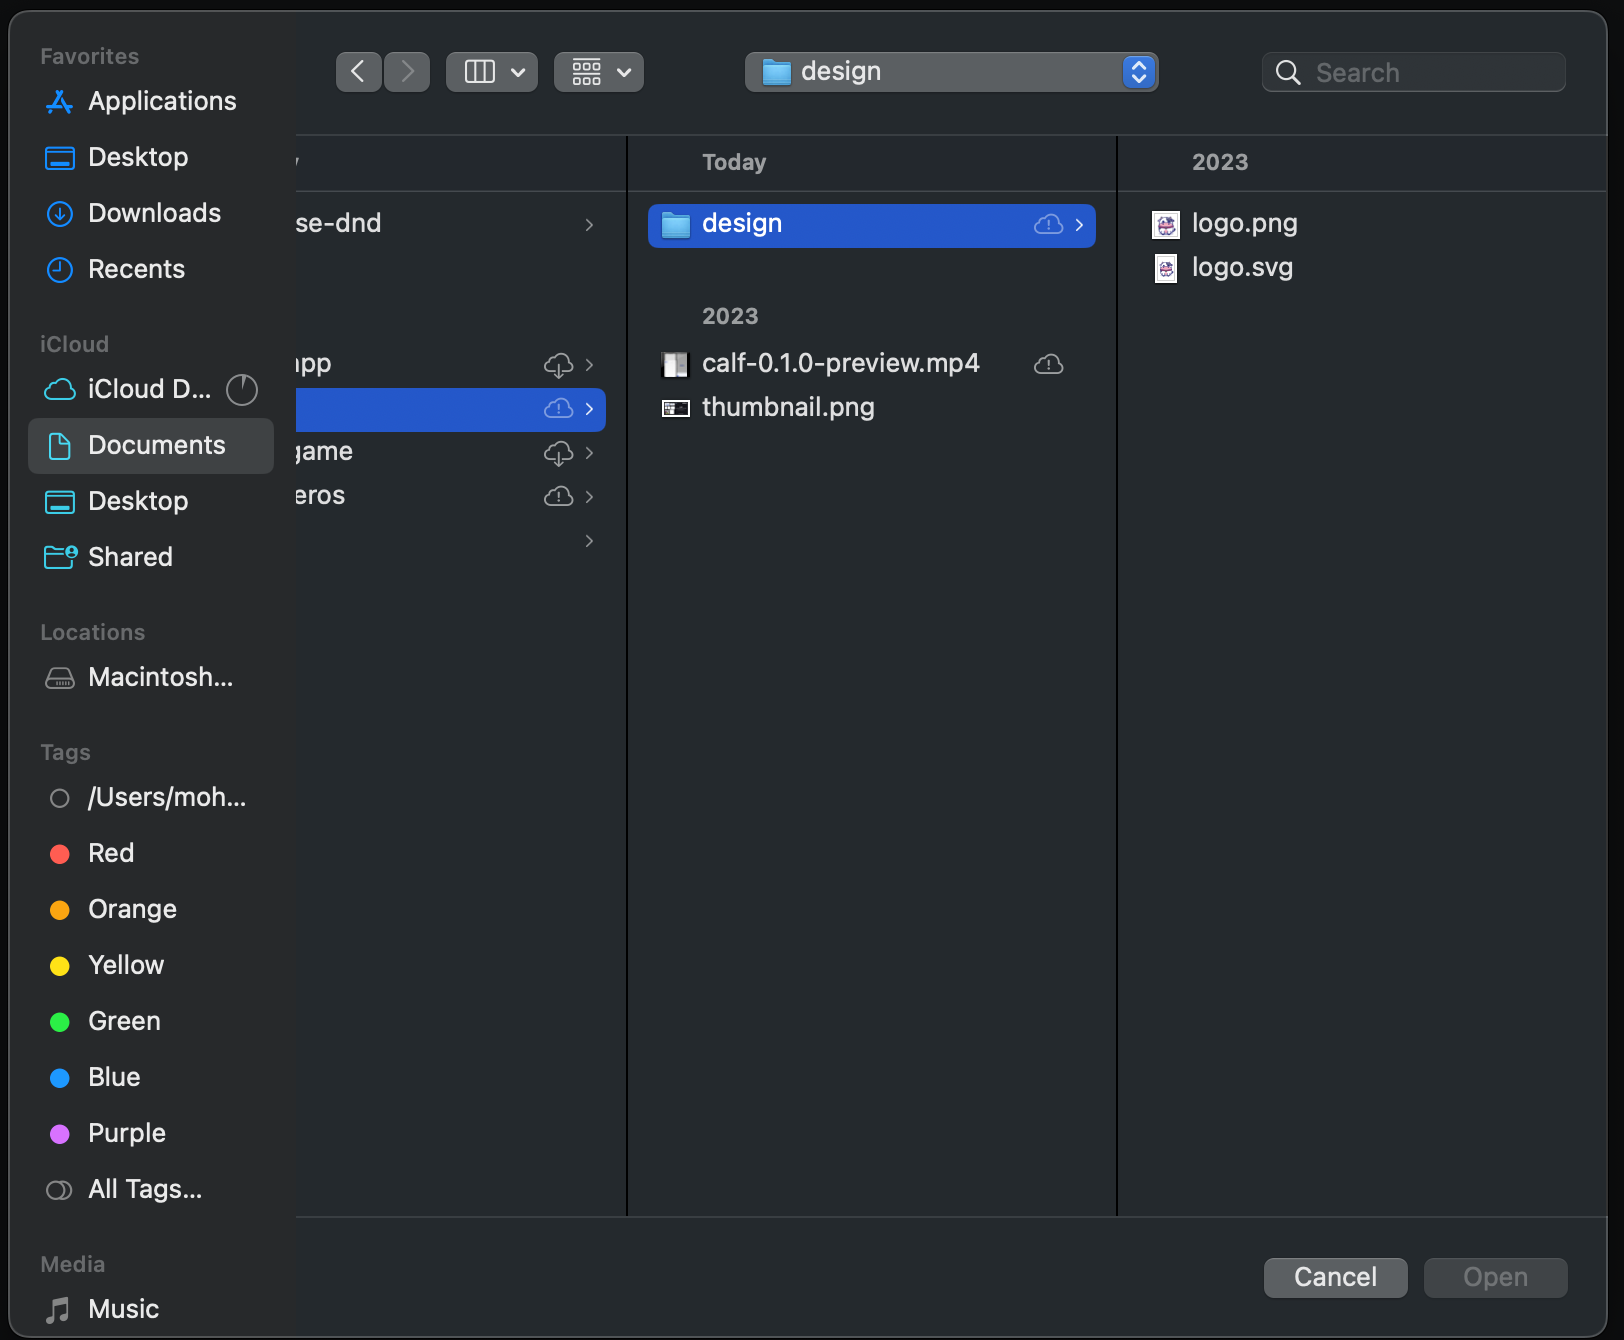 Favorites
Applications
Desktop
Downloads
Recents
iCloud
iCloud D...
Documents
Desktop
Shared
Locations
Macintosh...
Tags
/Users/moh...
Red
Orange
Yellow
Green
Blue
Purple
All Tags...
Media
Music
design
Search
se-dnd
app
game
eros
Today
design
2023
calf-0.1.0-preview.mp4
thumbnail.png
2023
logo.png
logo.svg
Cancel
Open